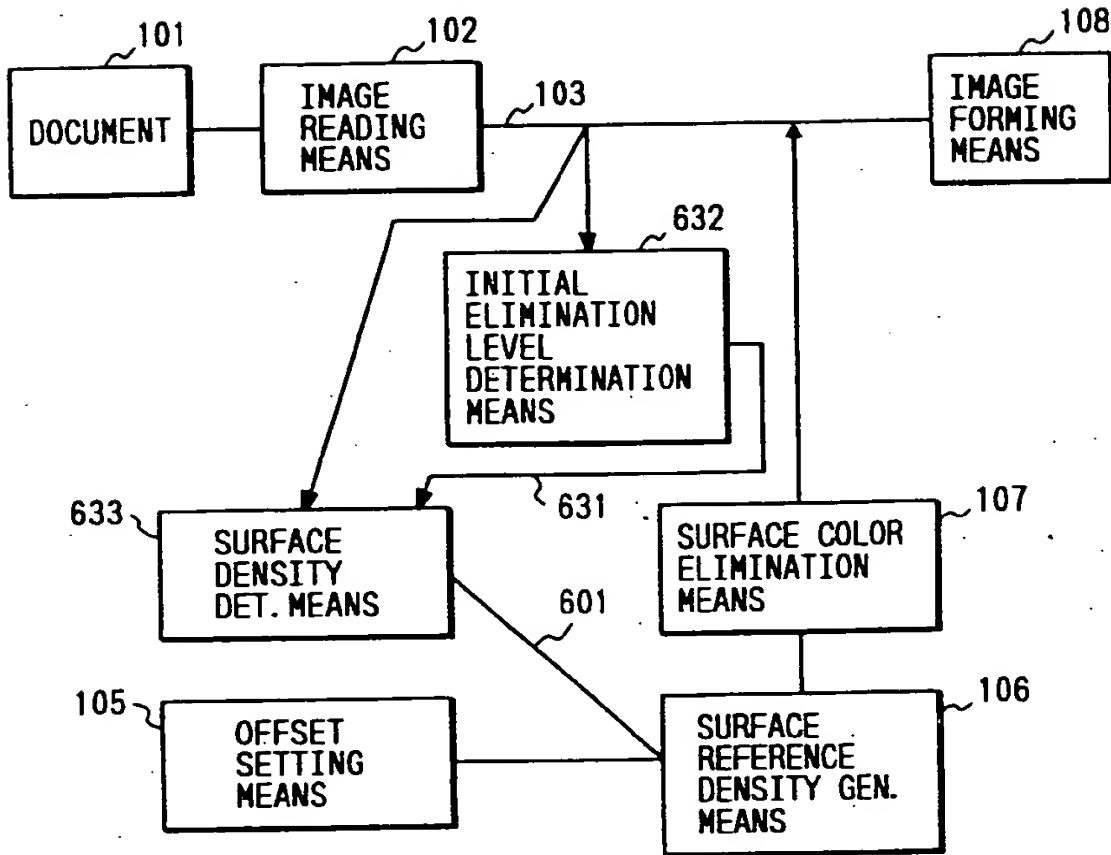 101
102
108
DOCUMENT
IMAGE
READING
MEANS
103
IMAGE
FORMING
MEANS
632
INITIAL
ELIMINATION
LEVEL
DETERMINATION
MEANS
631
633
SURFACE
DENSITY
DET. MEANS
107
SURFACE COLOR
ELIMINATION
MEANS
601
105
OFFSET
SETTING
MEANS
106
SURFACE
REFERENCE
DENSITY GEN.
MEANS